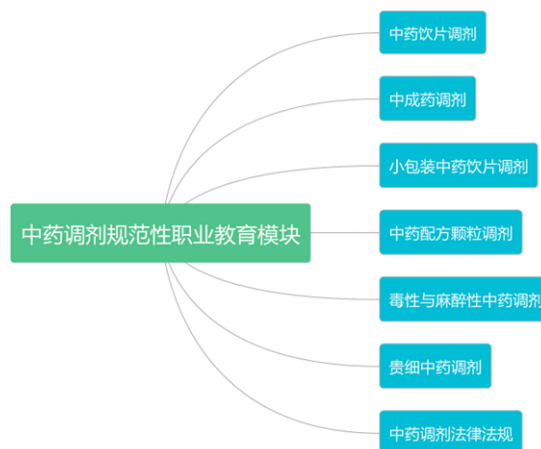 中药饮片调剂
中成药调剂
小包装中药饮片调剂
中药调剂规范性职业教育模块
中药配方颗粒调剂
毒性与麻醉性中药调剂
贵细中药调剂
中药调剂法律法规